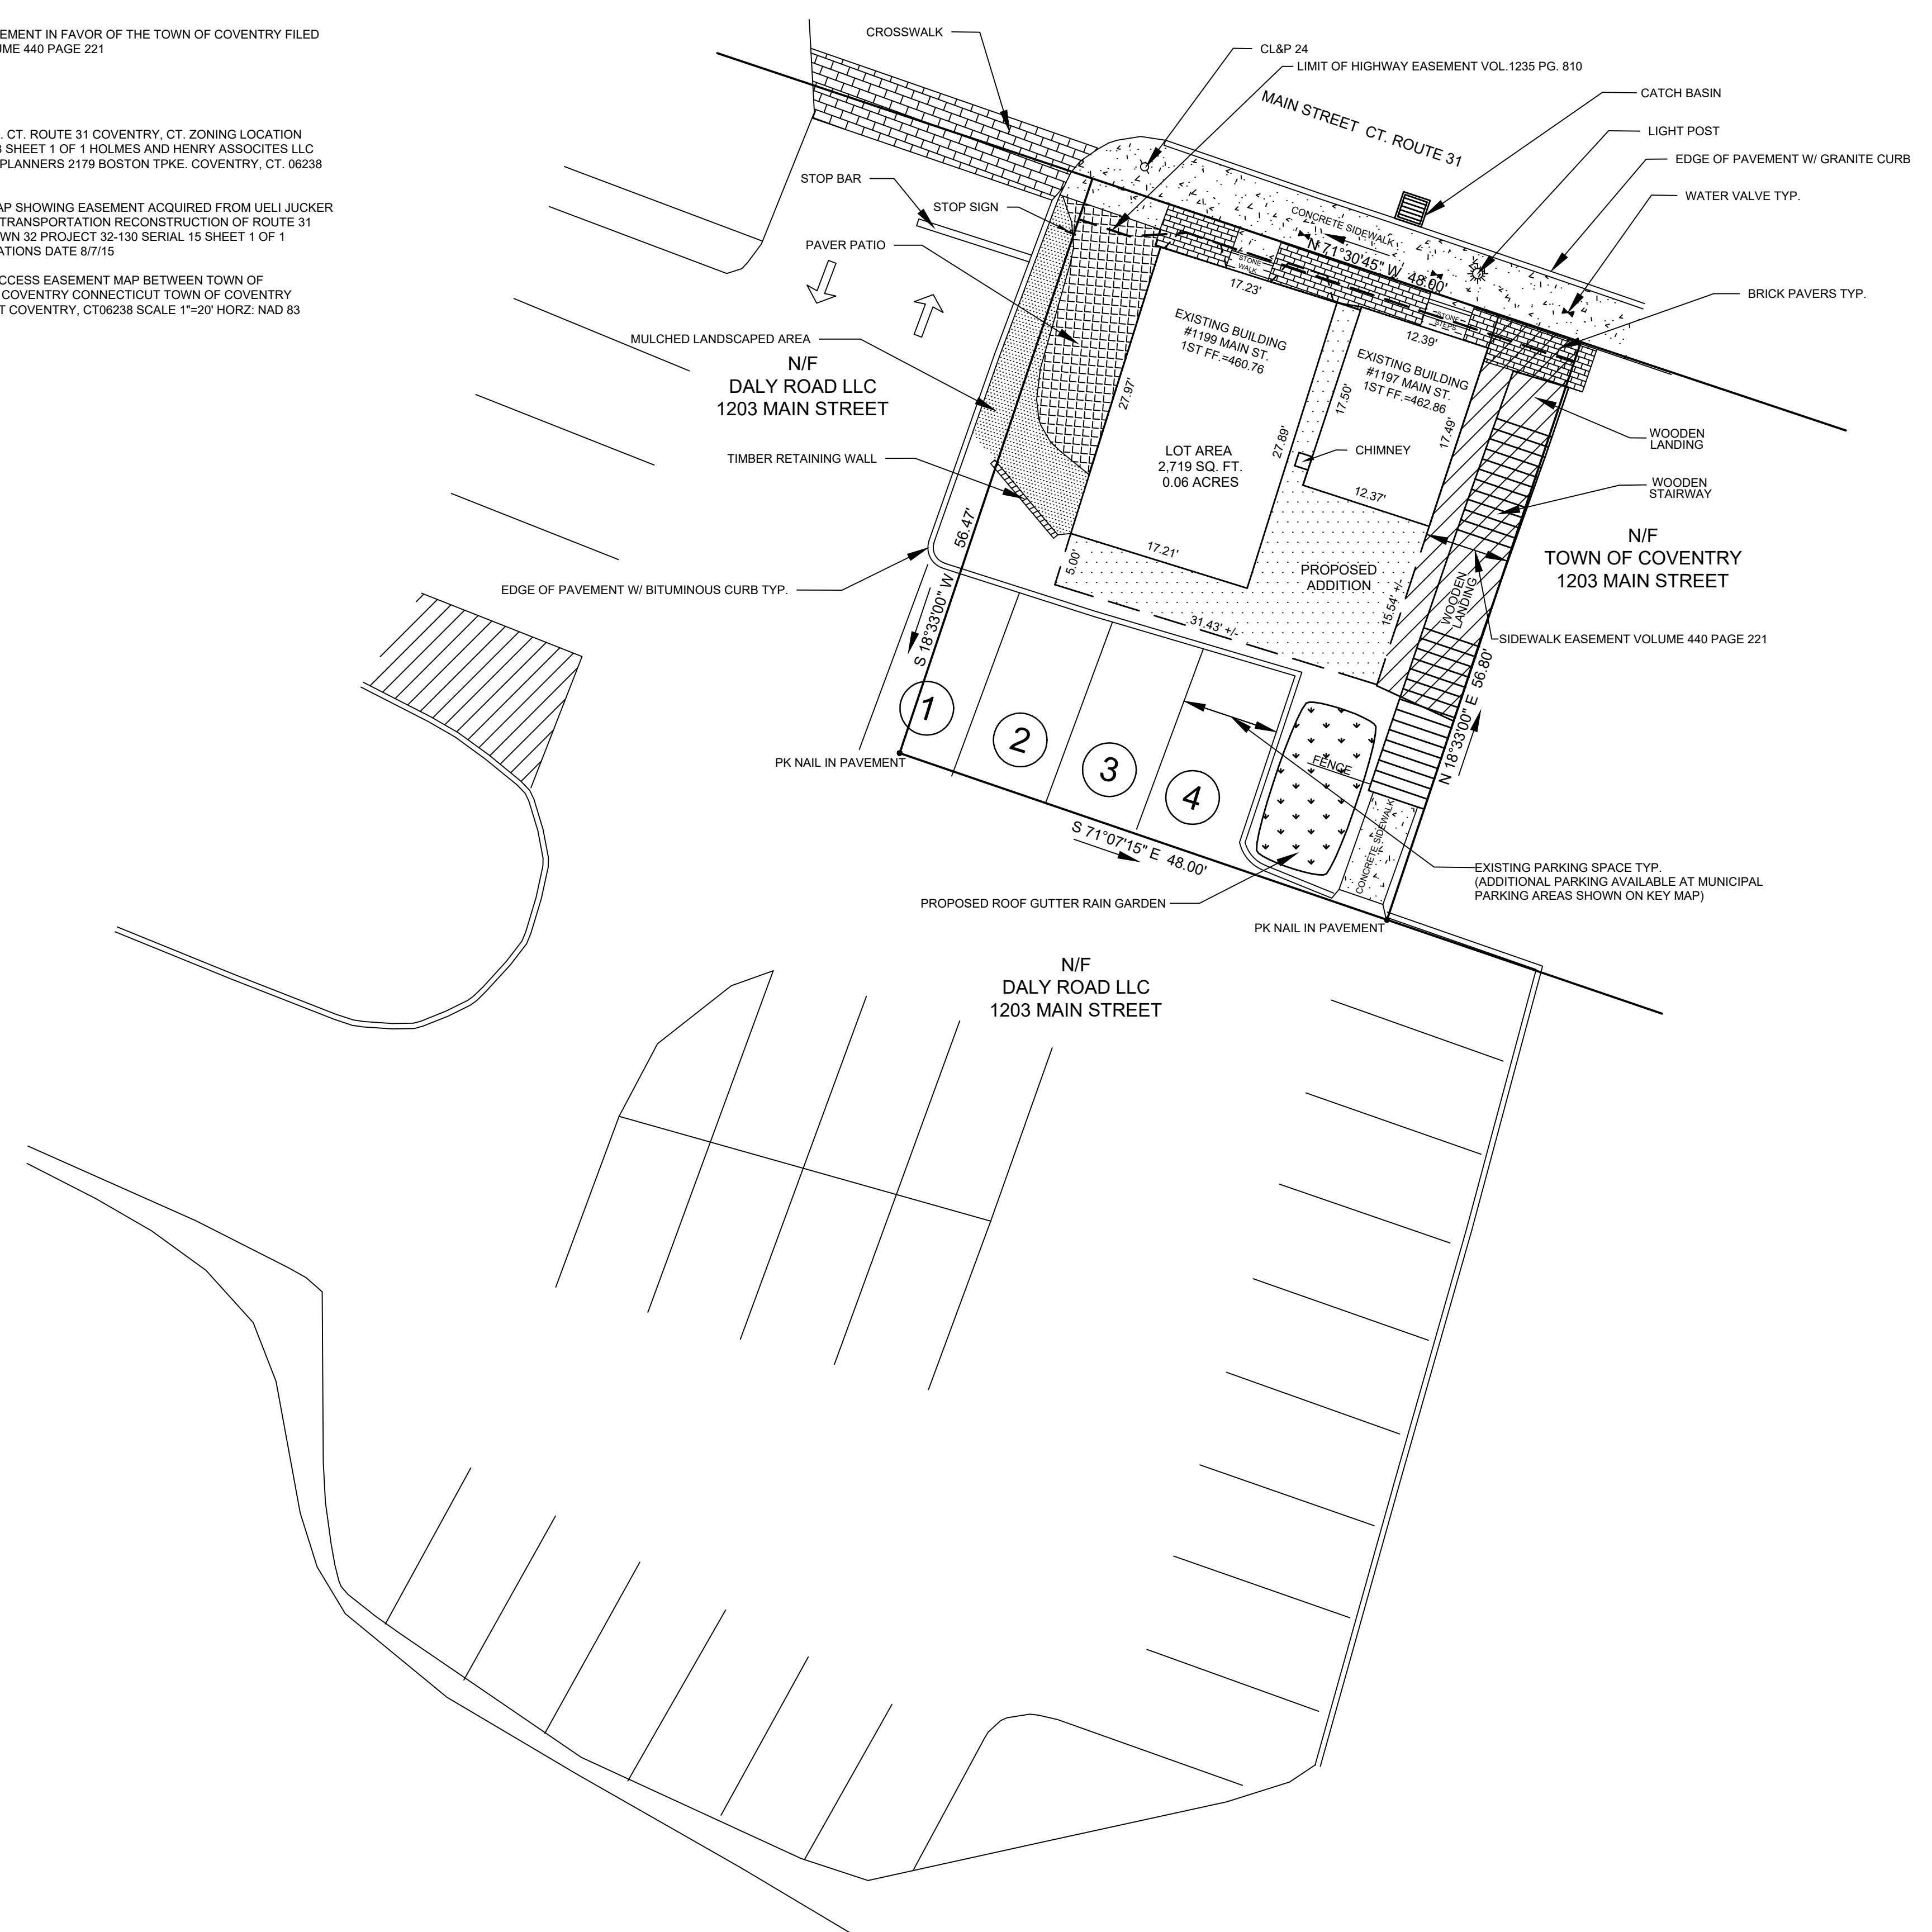 EMENT IN FAVOR OF THE TOWN OF COVENTRY FILED
UME 440 PAGE 221
. CT. ROUTE 31 COVENTRY, CT. ZONING LOCATION
SHEET 1 OF 1 HOLMES AND HENRY ASSOCITES LLC
PLANNERS 2179 BOSTON TPKE. COVENTRY, CT. 06238
AP SHOWING EASEMENT ACQUIRED FROM UELI JUCKER
TRANSPORTATION RECONSTRUCTION OF ROUTE 31
WN 32 PROJECT 32-130 SERIAL 15 SHEET 1 OF 1
ATIONS DATE 8/7/15
CCESS EASEMENT MAP BETWEEN TOWN OF
COVENTRY CONNECTICUT TOWN OF COVENTRY
T COVENTRY, CT06238 SCALE 1"=20' HORZ: NAD 83
CROSSWALK
CL&P 24
LIMIT OF HIGHWAY EASEMENT VOL.1235 PG. 810
MAIN STREET CT. ROUTE 31
CATCH BASIN
LIGHT POST
EDGE OF PAVEMENT W/ GRANITE CURB
WATER VALVE TYP.
STOP BAR
STOP SIGN
PAVER PATIO
CONCRETE SIDEWALK
N 71°30'45" W 48.00'
STONE
WALK
STONE
STEPS
BRICK PAVERS TYP.
17.23'
12.39'
EXISTING BUILDING
#1199 MAIN ST.
1ST FF.=460.76
EXISTING BUILDING
#1197 MAIN ST.
1ST FF.=462.86
MULCHED LANDSCAPED AREA
N/F
DALY ROAD LLC
1203 MAIN STREET
27.97'
17.50'
17.49'
27.89'
WOODEN
LANDING
CHIMNEY
LOT AREA
2,719 SQ. FT.
0.06 ACRES
TIMBER RETAINING WALL
12.37'
WOODEN
STAIRWAY
N/F
TOWN OF COVENTRY
1203 MAIN STREET
56.47'
S 18°33'00" W
17.21'
5.00'
PROPOSED
ADDITION
15.54' +/-
WOODEN
LANDING
EDGE OF PAVEMENT W/ BITUMINOUS CURB TYP.
31.43' +/-
SIDEWALK EASEMENT VOLUME 440 PAGE 221
N 18°33'00" E 56.80'
1
2
3
4
PK NAIL IN PAVEMENT
FENCE
S 71°07'15" E 48.00'
CONCRETE SIDEWALK
EXISTING PARKING SPACE TYP.
(ADDITIONAL PARKING AVAILABLE AT MUNICIPAL
PARKING AREAS SHOWN ON KEY MAP)
PROPOSED ROOF GUTTER RAIN GARDEN
PK NAIL IN PAVEMENT
N/F
DALY ROAD LLC
1203 MAIN STREET